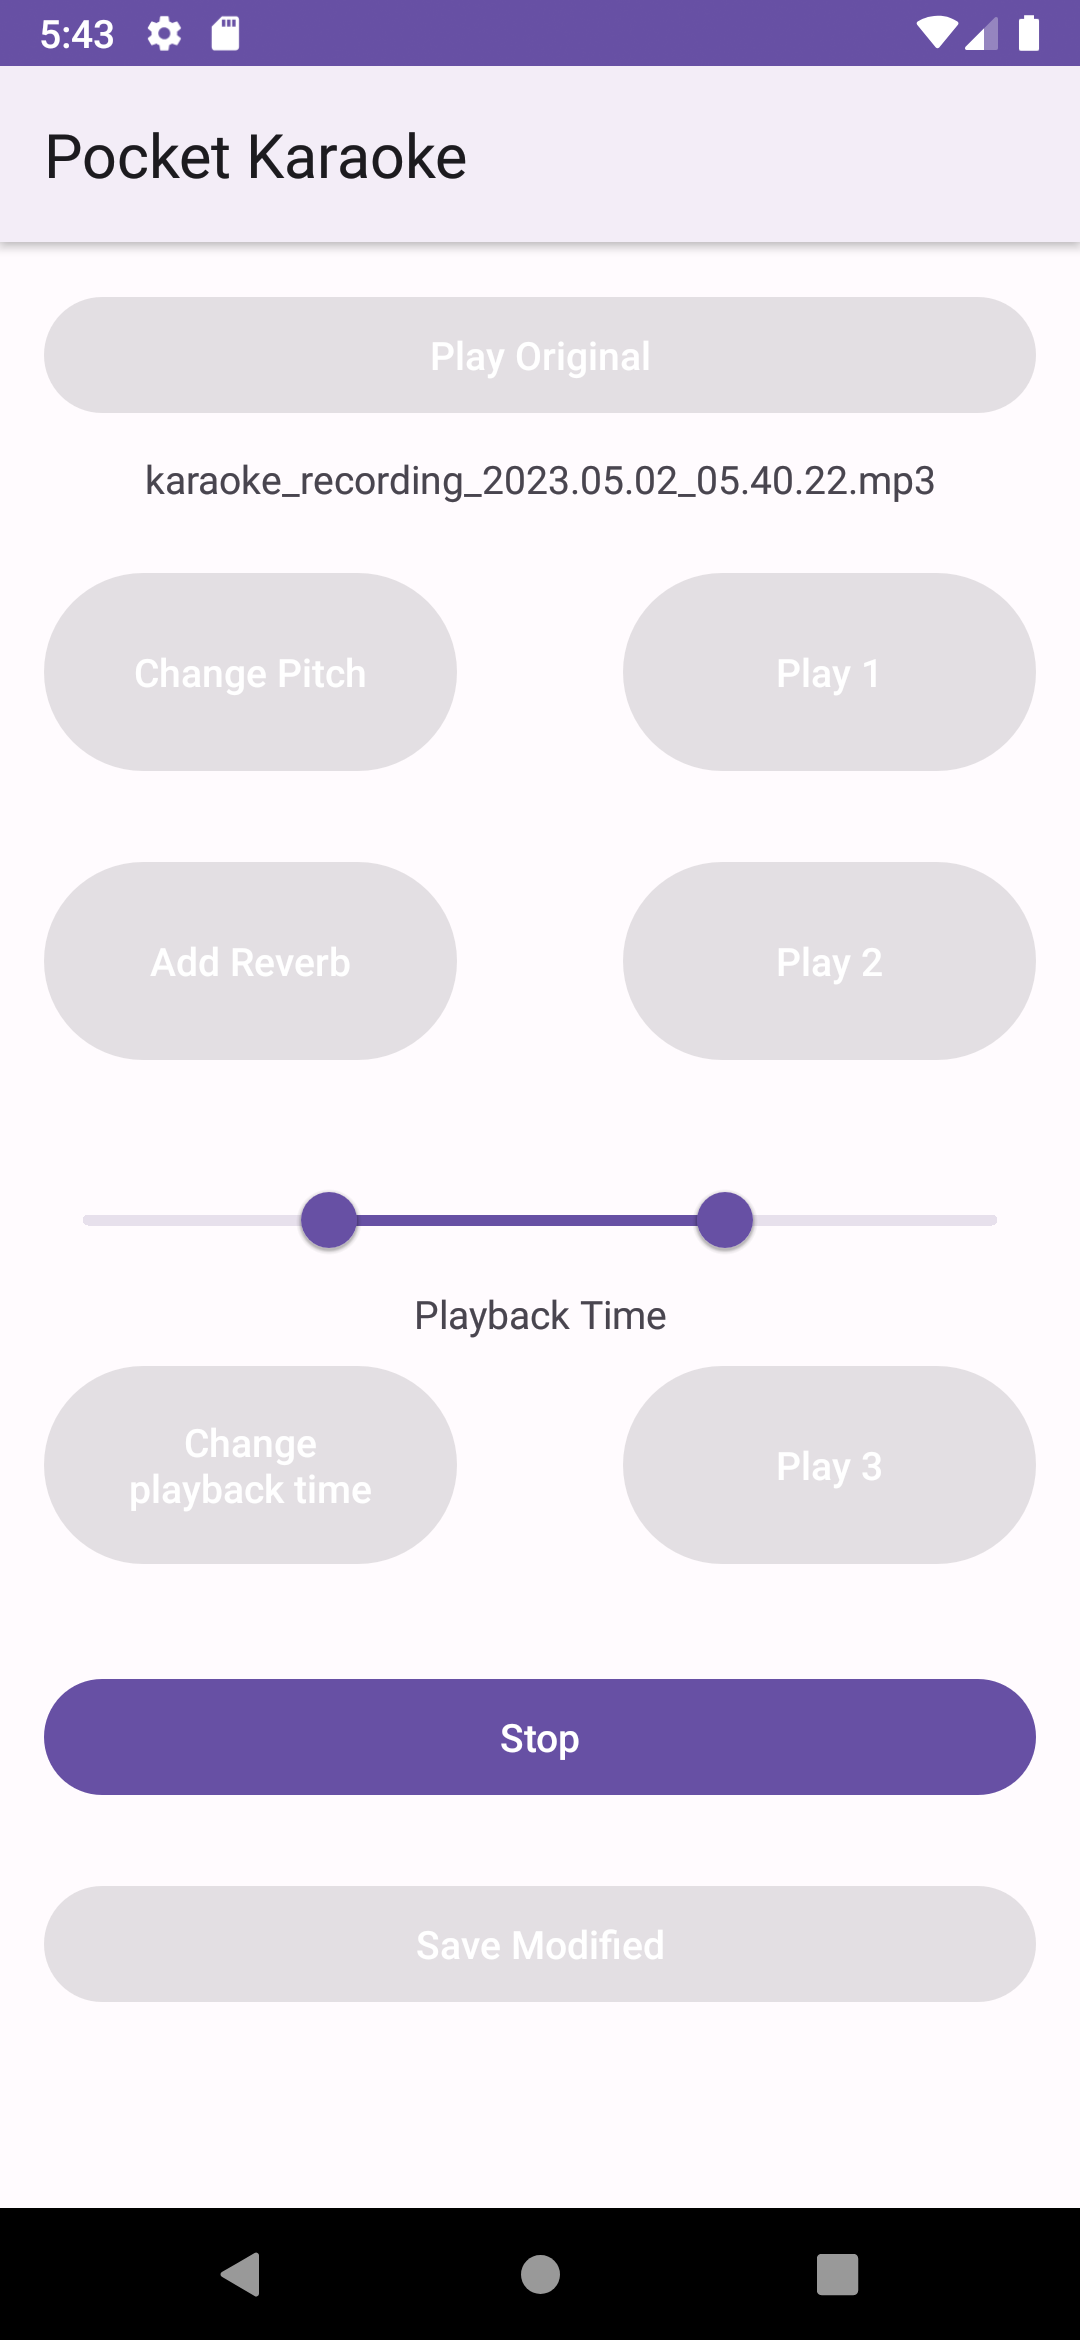 5:43
Pocket Karaoke
Play Original
karaoke_recording_2023.05.02_05.40.22.mp3
Change Pitch
Play 1
Add Reverb
Play 2
Playback Time
Change
playback time
Play 3
Stop
Save Modified